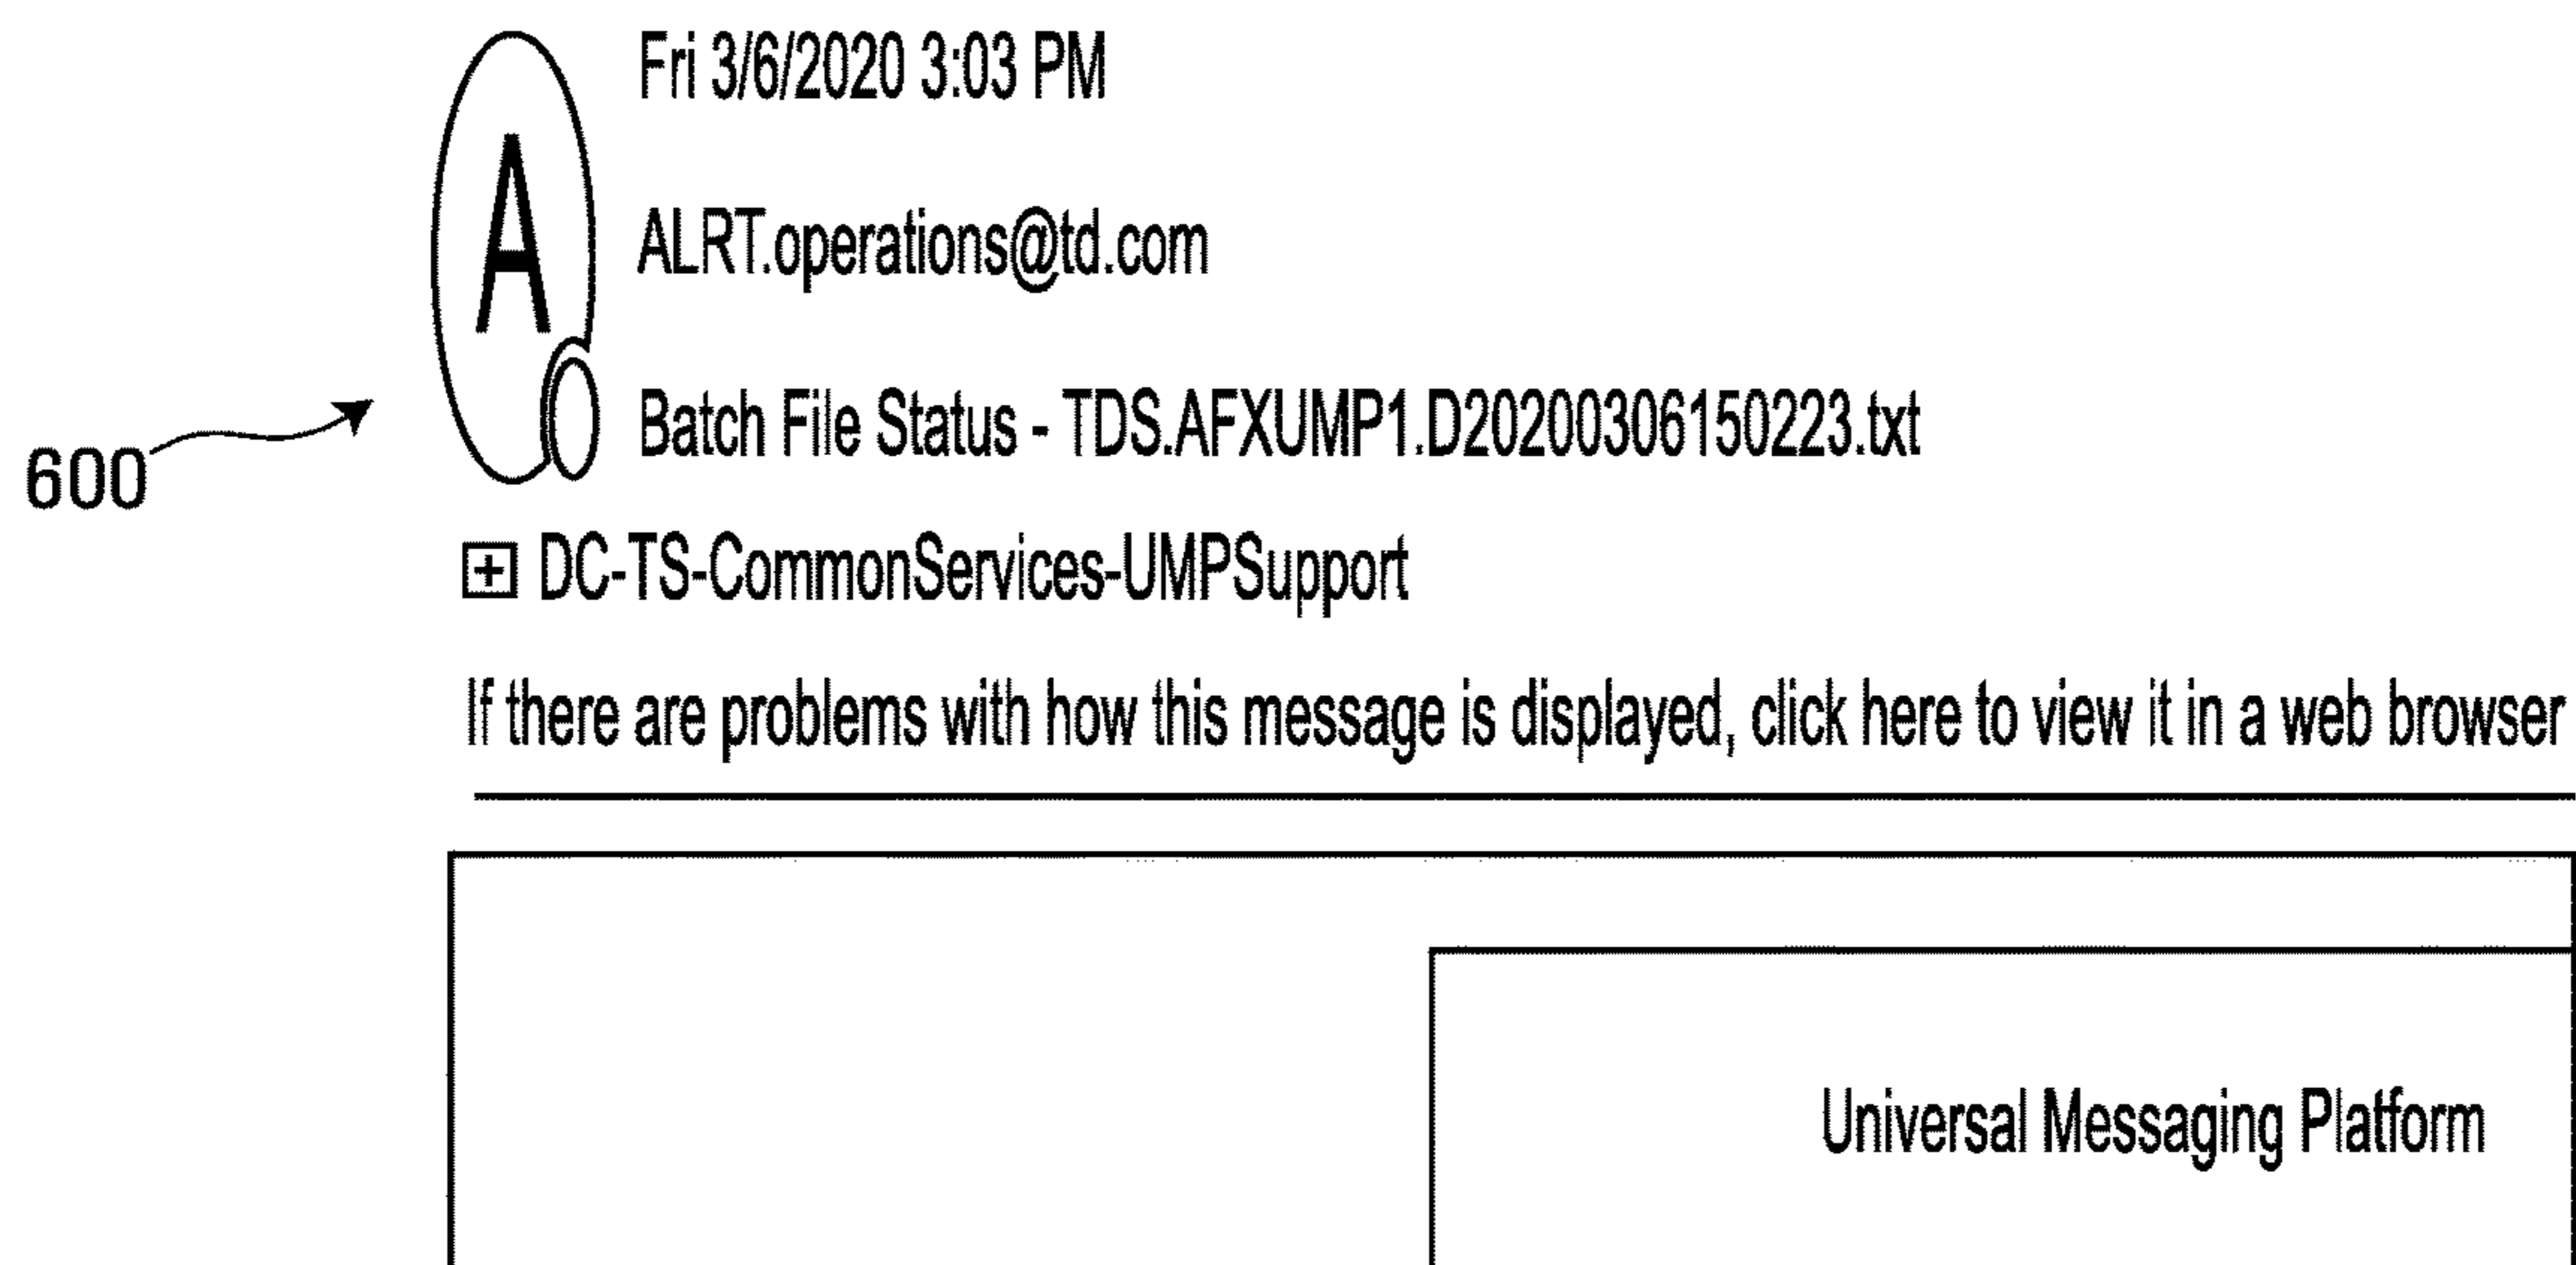 Fri 3/6/2020 3:03 PM
A
ALRT.operations@td.com
Batch File Status - TDS.AFXUMP1.D20200306150223.txt
600
+ DC-TS-CommonServices-UMPSupport
If there are problems with how this message is displayed, click here to view it in a web browser
Universal Messaging Platform